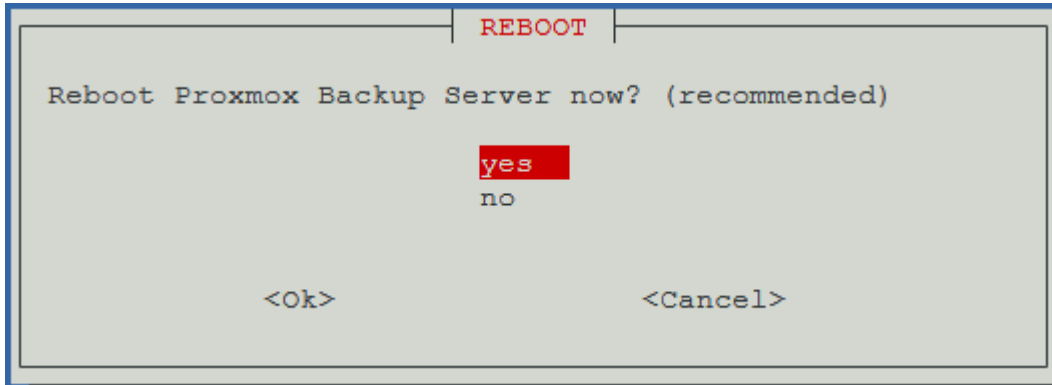 REBOOT
Reboot Proxmox Backup Server now? (recommended)
yes
no
<Ok> <Cancel>